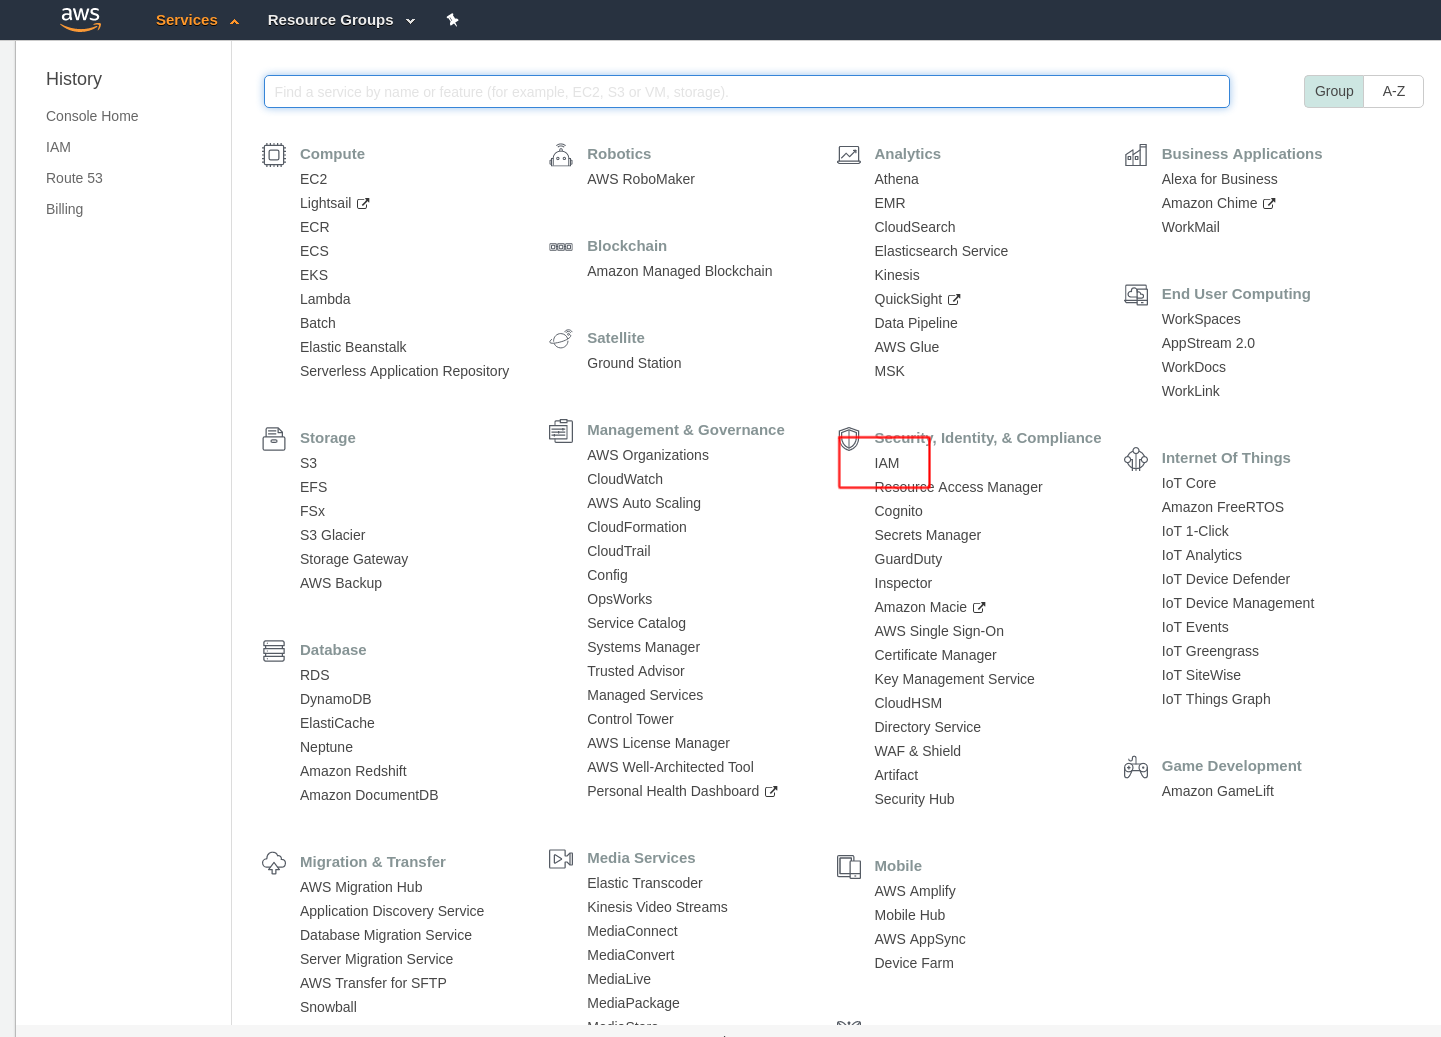 aws
Services
Resource Groups
History
Console Home
IAM
Route 53
Billing
Find a service by name or feature (for example, EC2, S3 or VM, storage).
Group
A-Z
Compute
EC2
Lightsail
ECR
ECS
EKS
Lambda
Batch
Elastic Beanstalk
Serverless Application Repository
Storage
S3
EFS
FSx
S3 Glacier
Storage Gateway
AWS Backup
Database
RDS
DynamoDB
ElastiCache
Neptune
Amazon Redshift
Amazon DocumentDB
Migration & Transfer
AWS Migration Hub
Application Discovery Service
Database Migration Service
Server Migration Service
AWS Transfer for SFTP
Snowball
Robotics
AWS RoboMaker
Blockchain
Amazon Managed Blockchain
Satellite
Ground Station
Management & Governance
AWS Organizations
CloudWatch
AWS Auto Scaling
CloudFormation
CloudTrail
Config
OpsWorks
Service Catalog
Systems Manager
Trusted Advisor
Managed Services
Control Tower
AWS License Manager
AWS Well-Architected Tool
Personal Health Dashboard
Media Services
Elastic Transcoder
Kinesis Video Streams
MediaConnect
MediaConvert
MediaLive
MediaPackage
MediaStore
Analytics
Athena
EMR
CloudSearch
Elasticsearch Service
Kinesis
QuickSight
Data Pipeline
AWS Glue
MSK
Security, Identity, & Compliance
IAM
Resource Access Manager
Cognito
Secrets Manager
GuardDuty
Inspector
Amazon Macie
AWS Single Sign-On
Certificate Manager
Key Management Service
CloudHSM
Directory Service
WAF & Shield
Artifact
Security Hub
Mobile
AWS Amplify
Mobile Hub
AWS AppSync
Device Farm
Business Applications
Alexa for Business
Amazon Chime
WorkMail
End User Computing
WorkSpaces
AppStream 2.0
WorkDocs
WorkLink
Internet Of Things
IoT Core
Amazon FreeRTOS
IoT 1-Click
IoT Analytics
IoT Device Defender
IoT Device Management
IoT Events
IoT Greengrass
IoT SiteWise
IoT Things Graph
Game Development
Amazon GameLift